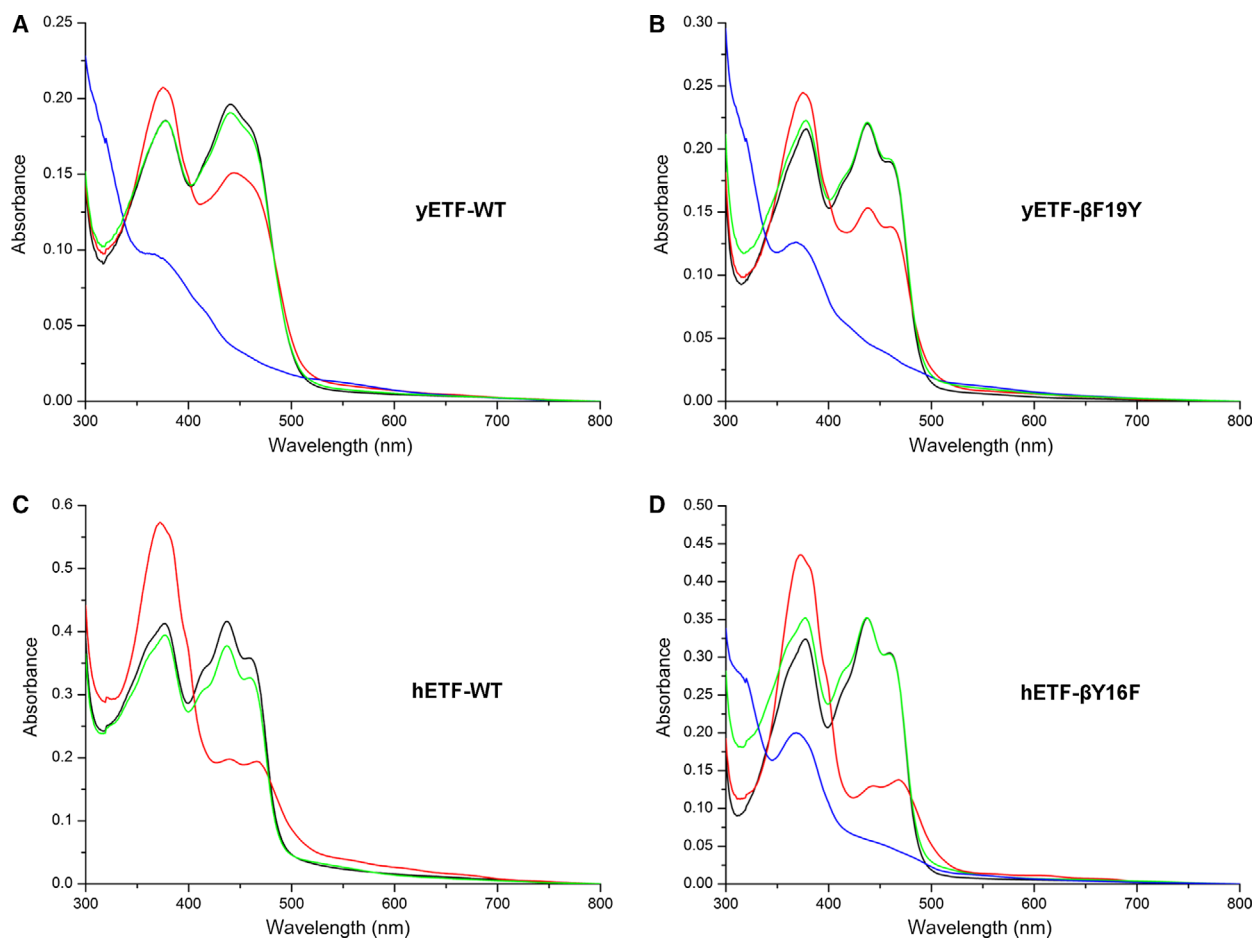 A
0.25
0.20
0.15
0.10
0.05
0.00
Absorbance
300 400 500 600 700 800
Wavelength (nm)
yETF-WT
B
0.30
0.25
0.20
0.15
0.10
0.05
0.00
Absorbance
300 400 500 600 700 800
Wavelength (nm)
yETF-βF19Y
C
0.6
0.5
0.4
0.3
0.2
0.1
0.0
Absorbance
300 400 500 600 700 800
Wavelength (nm)
hETF-WT
D
0.50
0.45
0.40
0.35
0.30
0.25
0.20
0.15
0.10
0.05
0.00
Absorbance
300 400 500 600 700 800
Wavelength (nm)
hETF-βY16F